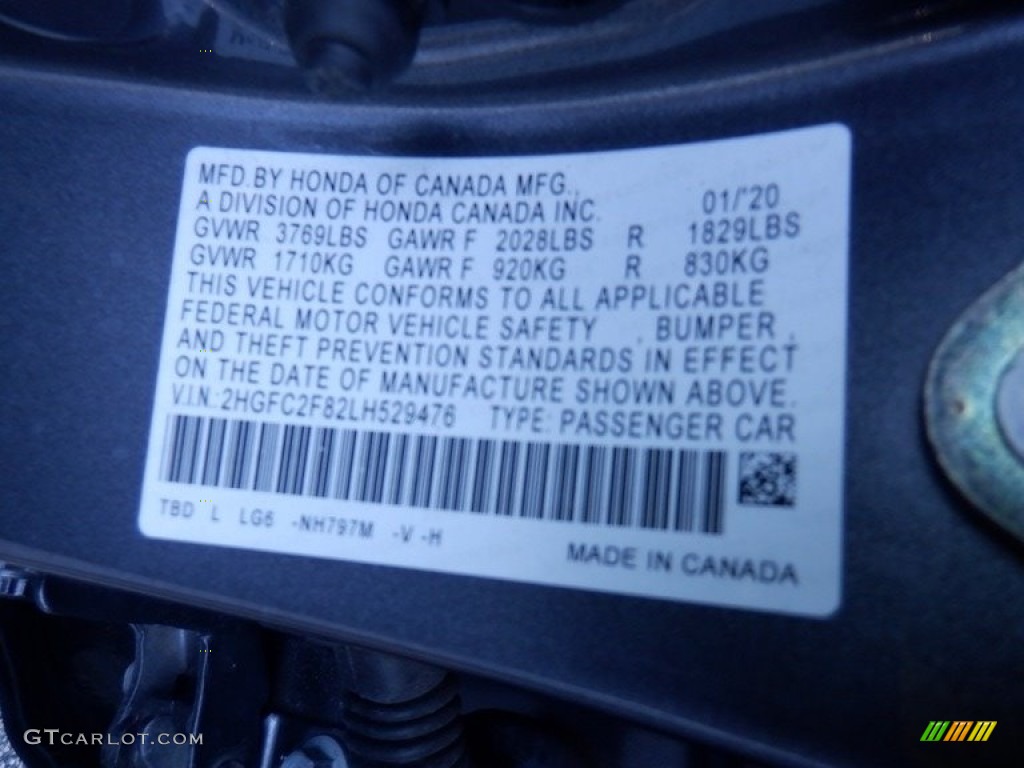 MFD. BY HONDA OF CANADA MFG.,
A DIVISION OF HONDA CANADA INC. 01/'20
GVWR 3769LBS GAWR F 2028LBS R 1829LBS
GVWR 1710KG GAWR F 920KG R 830KG
THIS VEHICLE CONFORMS TO ALL APPLICABLE
FEDERAL MOTOR VEHICLE SAFETY , BUMPER ,
AND THEFT PREVENTION STANDARDS IN EFFECT
ON THE DATE OF MANUFACTURE SHOWN ABOVE.
V.I.N.:2HGFC2F82LH529476 TYPE: PASSENGER CAR
TBD L LG6 -NH797M -V -H
MADE IN CANADA
GTCARLOT.COM